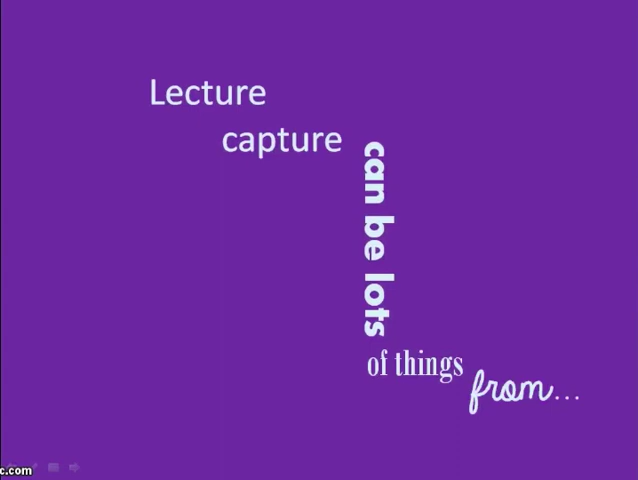 Lecture
capture
can be lots
of things
from...
c.com